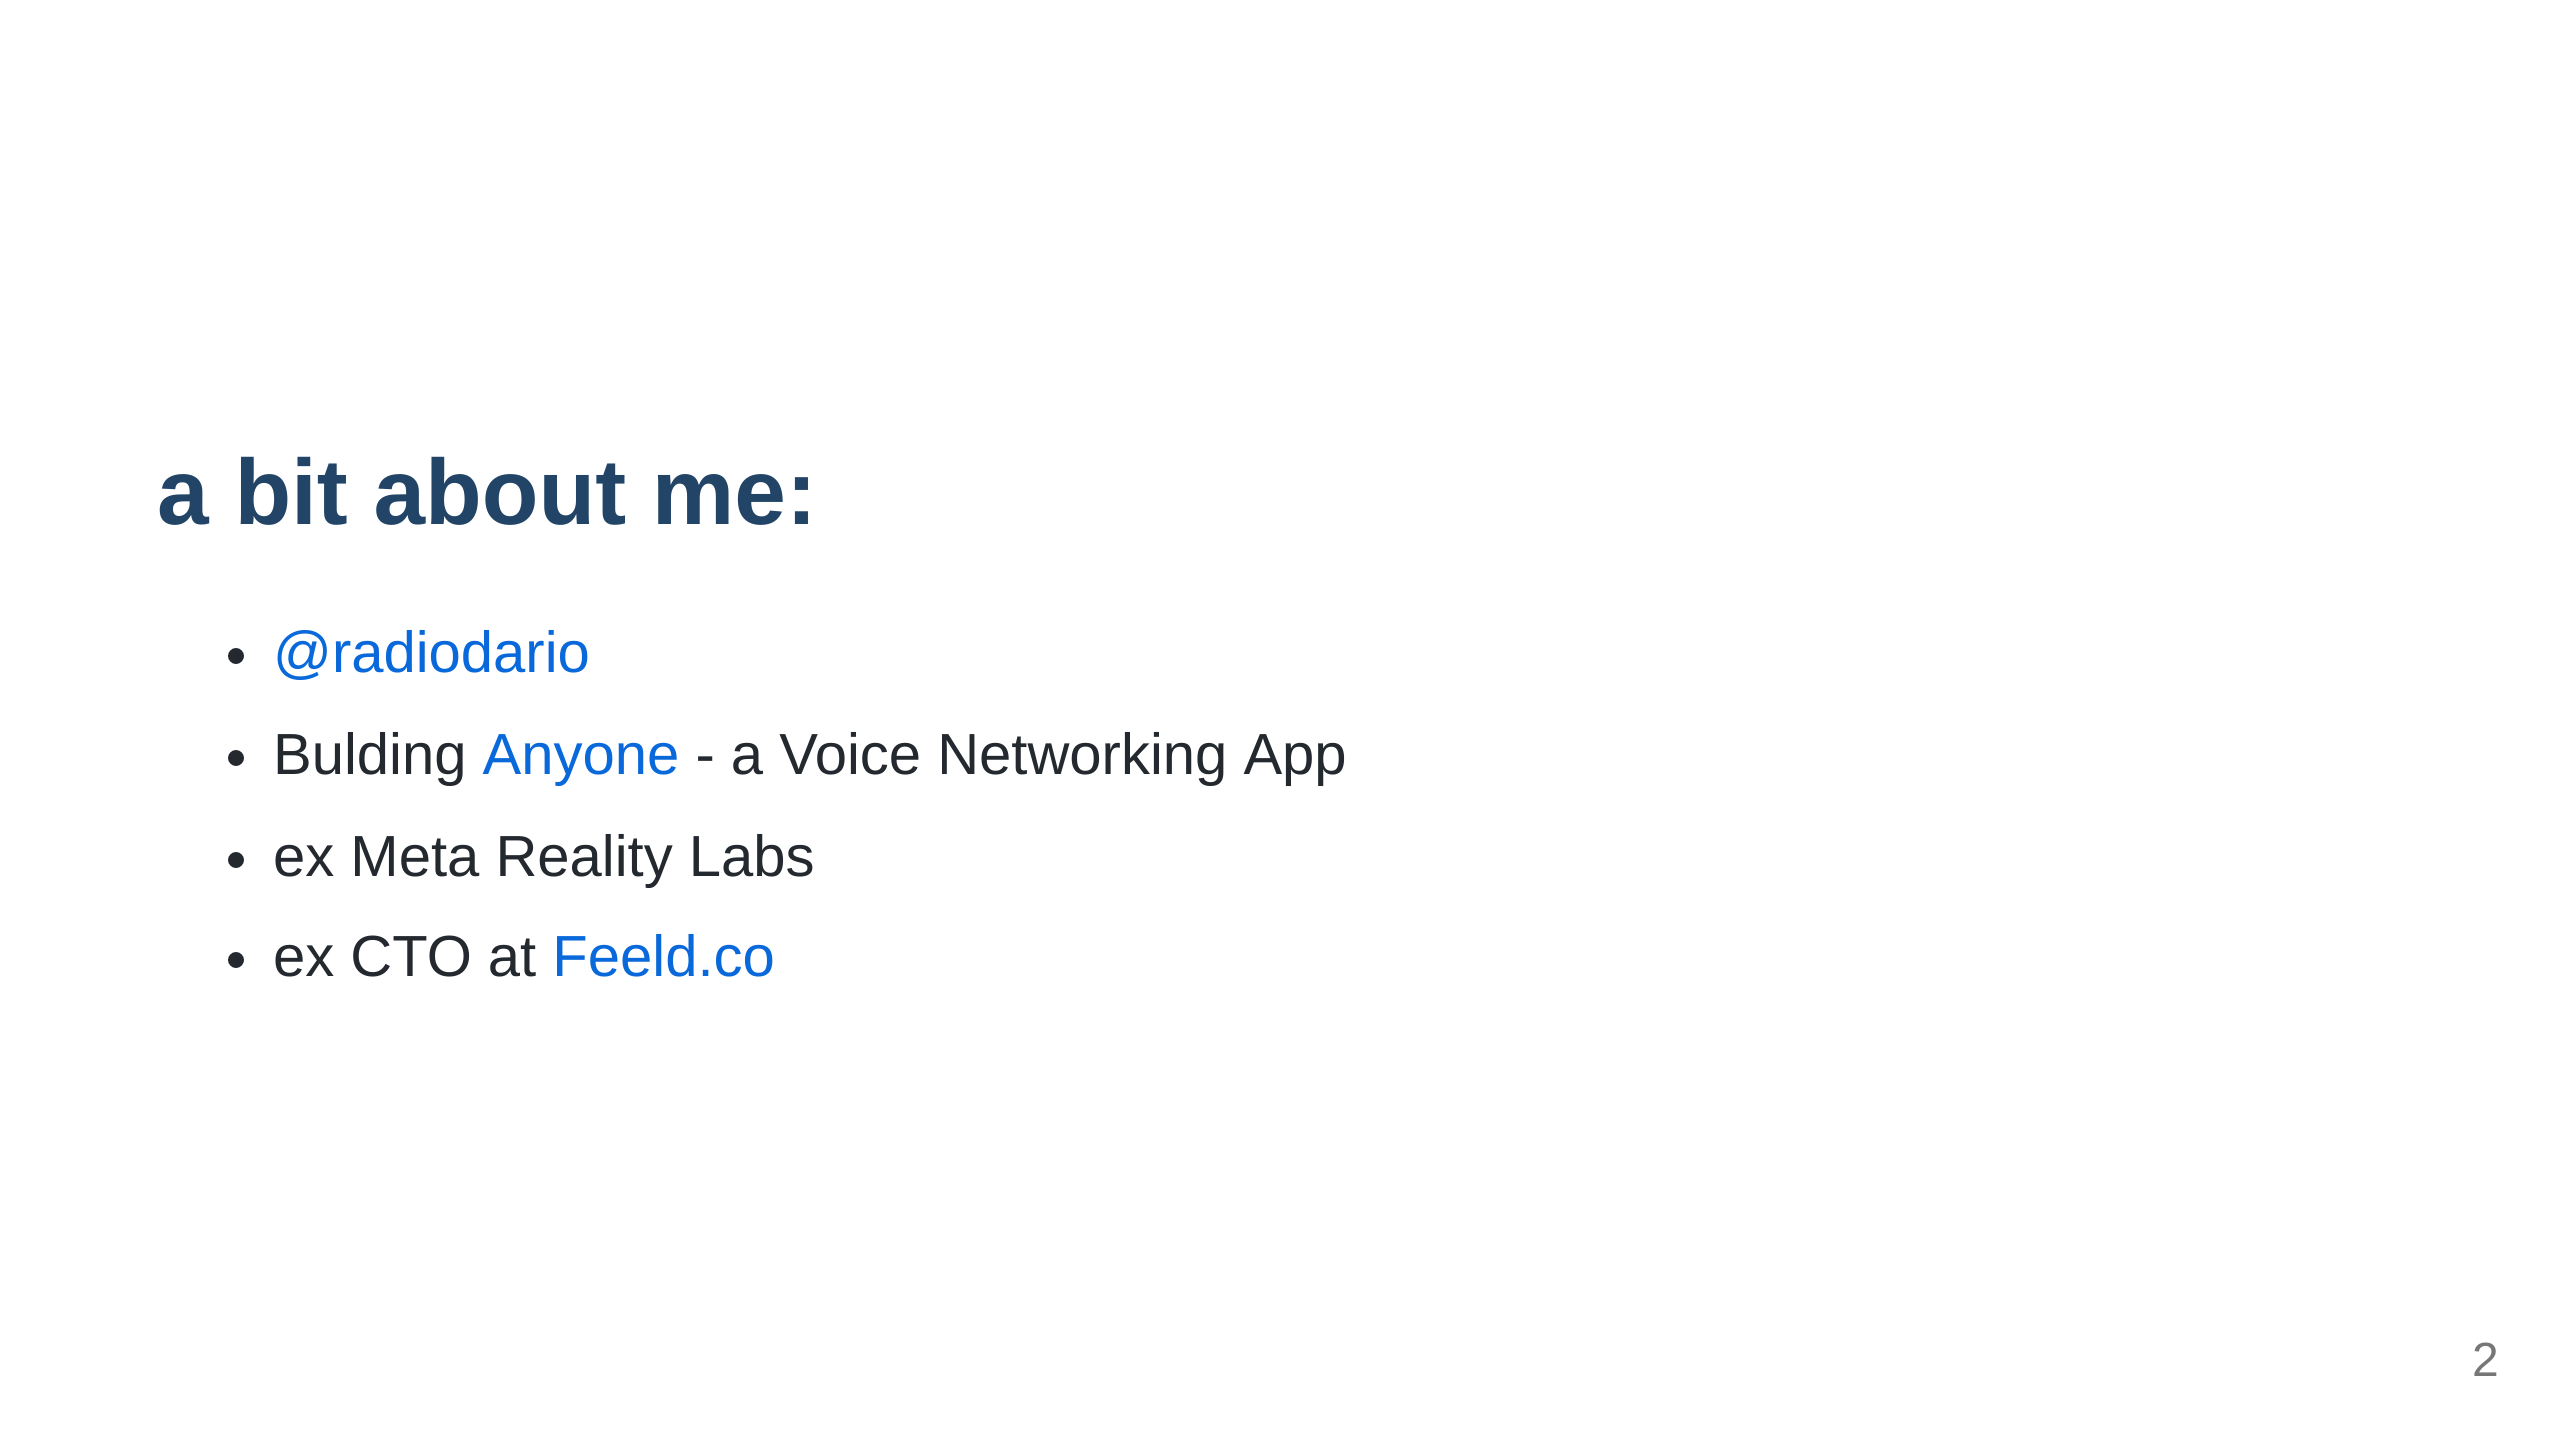 a bit about me:
@radiodario
Bulding Anyone - a Voice Networking App
ex Meta Reality Labs
ex CTO at Feeld.co
2